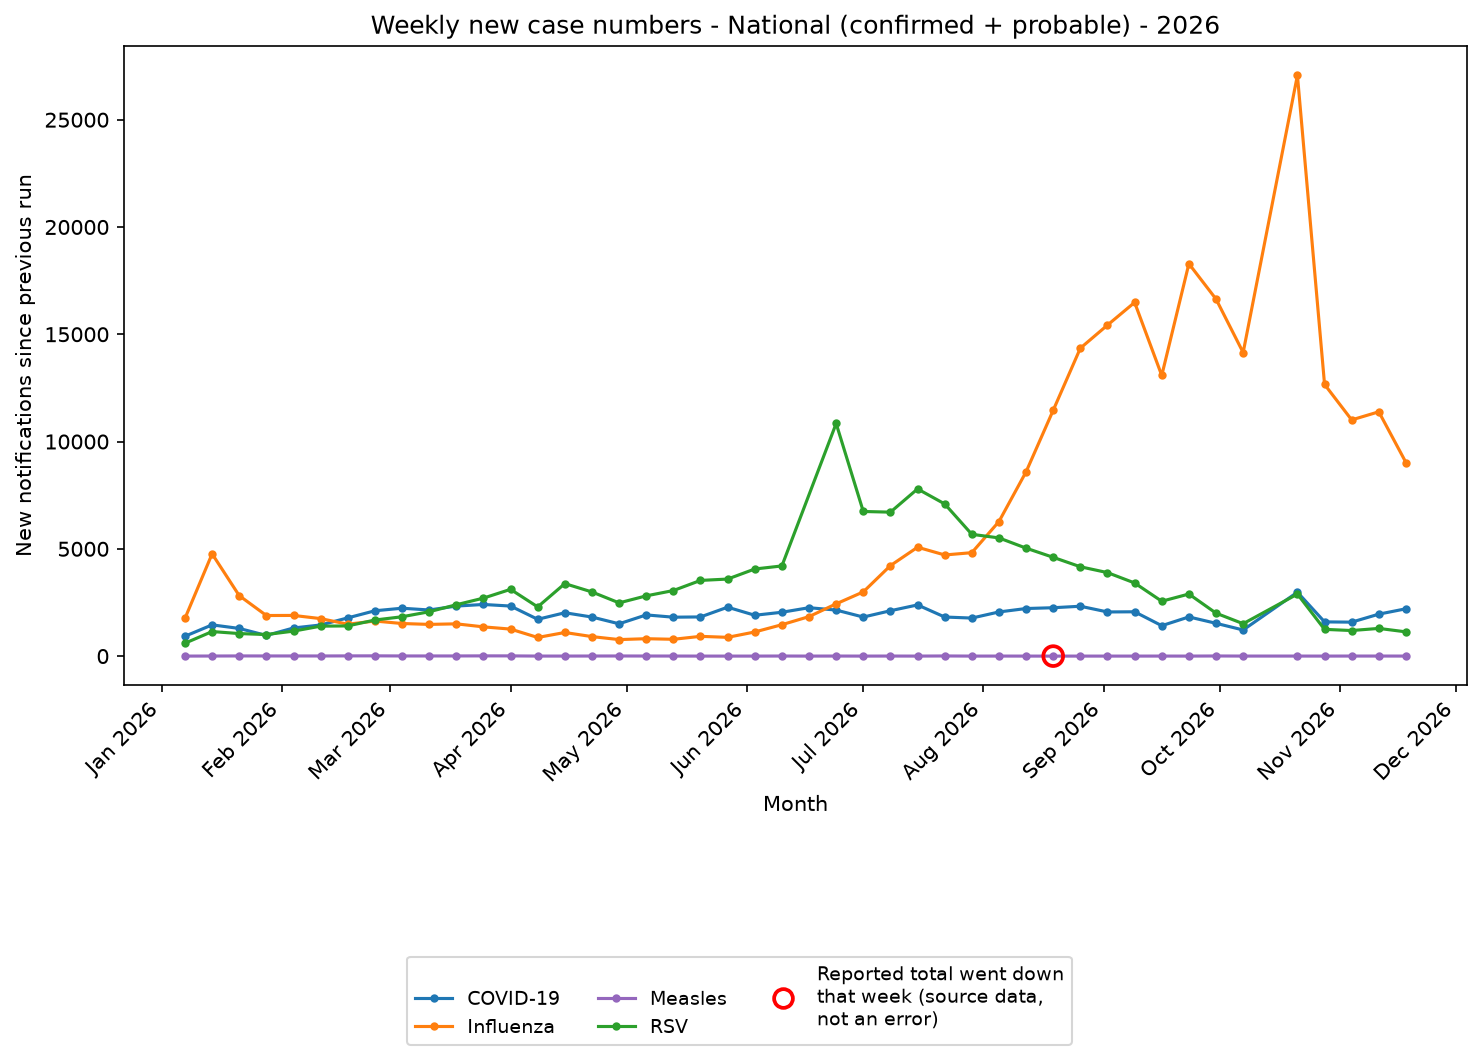 Weekly new case numbers - National (confirmed + probable) - 2026
New notifications since previous run
25000
20000
15000
10000
5000
0
Jan 2026
Feb 2026
Mar 2026
Apr 2026
May 2026
Jun 2026
Jul 2026
Aug 2026
Sep 2026
Oct 2026
Nov 2026
Dec 2026
Month
COVID-19
Influenza
Measles
RSV
Reported total went down
that week (source data,
not an error)